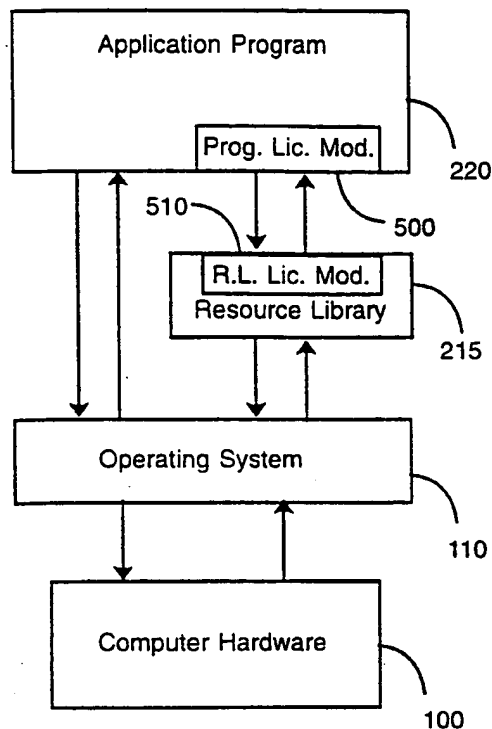 Application Program
Prog. Lic. Mod.
220
500
510
R.L. Lic. Mod.
Resource Library
215
Operating System
110
Computer Hardware
100